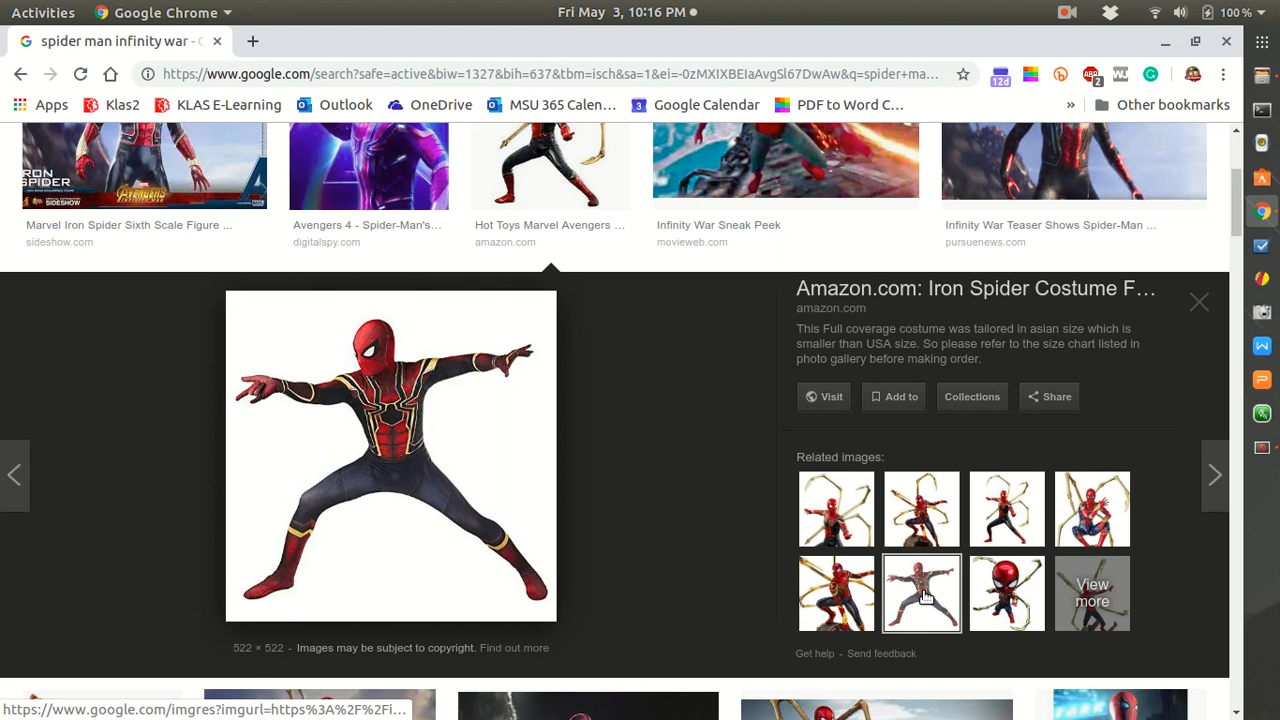 Activities Google Chrome Fri May 3, 10:16 PM 100 %
spider man infinity war - G
https://www.google.com/search?safe=active&biw=1327&bih=637&tbm=isch&sa=1&ei=-0zMXIXBEIaAvgSl67DwAw&q=spider+ma... 12d ABP 2 WJ G
Apps Klas2 KLAS E-Learning Outlook OneDrive MSU 365 Calen... 3 Google Calendar PDF to Word C... » Other bookmarks
IRON
SPIDER AVENGERS
SIDESHOW
Marvel Iron Spider Sixth Scale Figure ... Avengers 4 - Spider-Man's... Hot Toys Marvel Avengers ... Infinity War Sneak Peek Infinity War Teaser Shows Spider-Man ...
sideshow.com digitalspy.com amazon.com movieweb.com pursuenews.com
Amazon.com: Iron Spider Costume F...
amazon.com
This Full coverage costume was tailored in asian size which is
smaller than USA size. So please refer to the size chart listed in
photo gallery before making order.
Visit Add to Collections Share
Related images:
View
more
522 × 522 - Images may be subject to copyright. Find out more
Get help - Send feedback
https://www.google.com/imgres?imgurl=https%3A%2F%2Fi...